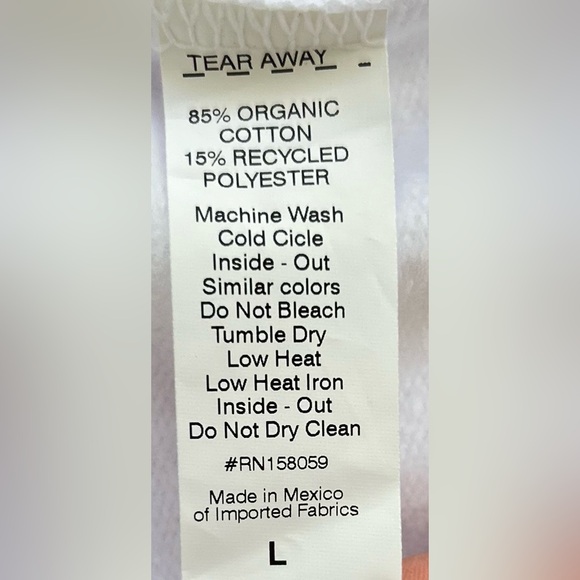 TEAR AWAY
85% ORGANIC
COTTON
15% RECYCLED
POLYESTER
Machine Wash
Cold Cicle
Inside - Out
Similar colors
Do Not Bleach
Tumble Dry
Low Heat
Low Heat Iron
Inside - Out
Do Not Dry Clean
#RN158059
Made in Mexico
of Imported Fabrics
L